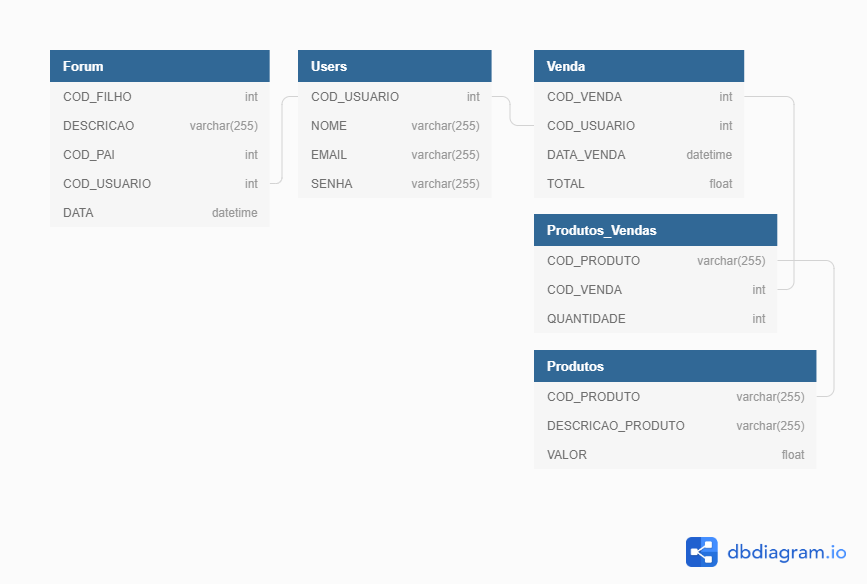 Forum
COD_FILHO int
DESCRICAO varchar(255)
COD_PAI int
COD_USUARIO int
DATA datetime
Users
COD_USUARIO int
NOME varchar(255)
EMAIL varchar(255)
SENHA varchar(255)
Venda
COD_VENDA int
COD_USUARIO int
DATA_VENDA datetime
TOTAL float
Produtos_Vendas
COD_PRODUTO varchar(255)
COD_VENDA int
QUANTIDADE int
Produtos
COD_PRODUTO varchar(255)
DESCRICAO_PRODUTO varchar(255)
VALOR float
dbdiagram.io